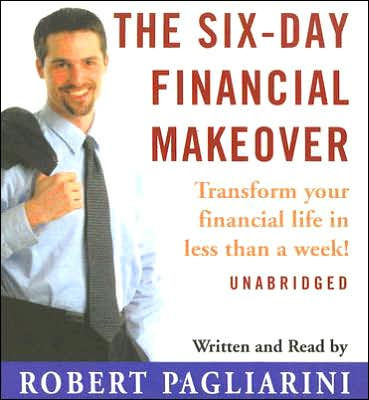 THE SIX-DAY
FINANCIAL
MAKEOVER
Transform your
financial life in
less than a week!
UNABRIDGED
Written and Read by
ROBERT PAGLIARINI